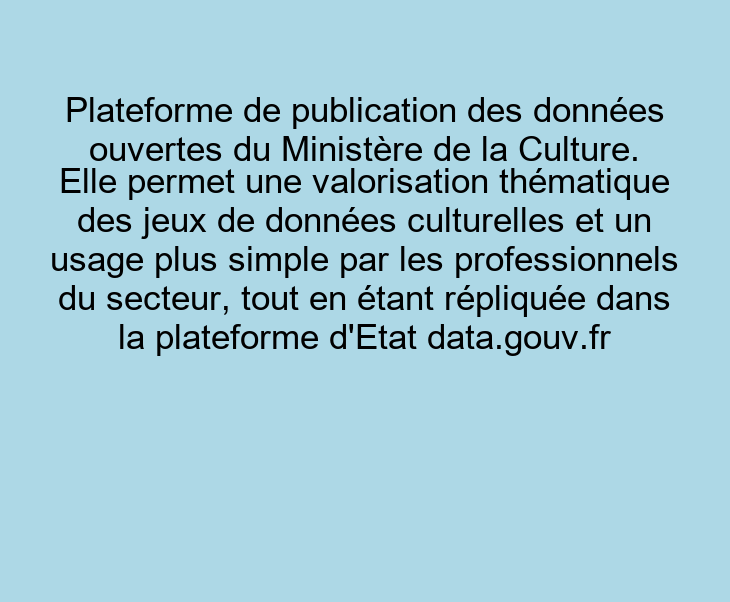 Plateforme de publication des données
ouvertes du Ministère de la Culture.
Elle permet une valorisation thématique
des jeux de données culturelles et un
usage plus simple par les professionnels
du secteur, tout en étant répliquée dans
la plateforme d'Etat data.gouv.fr